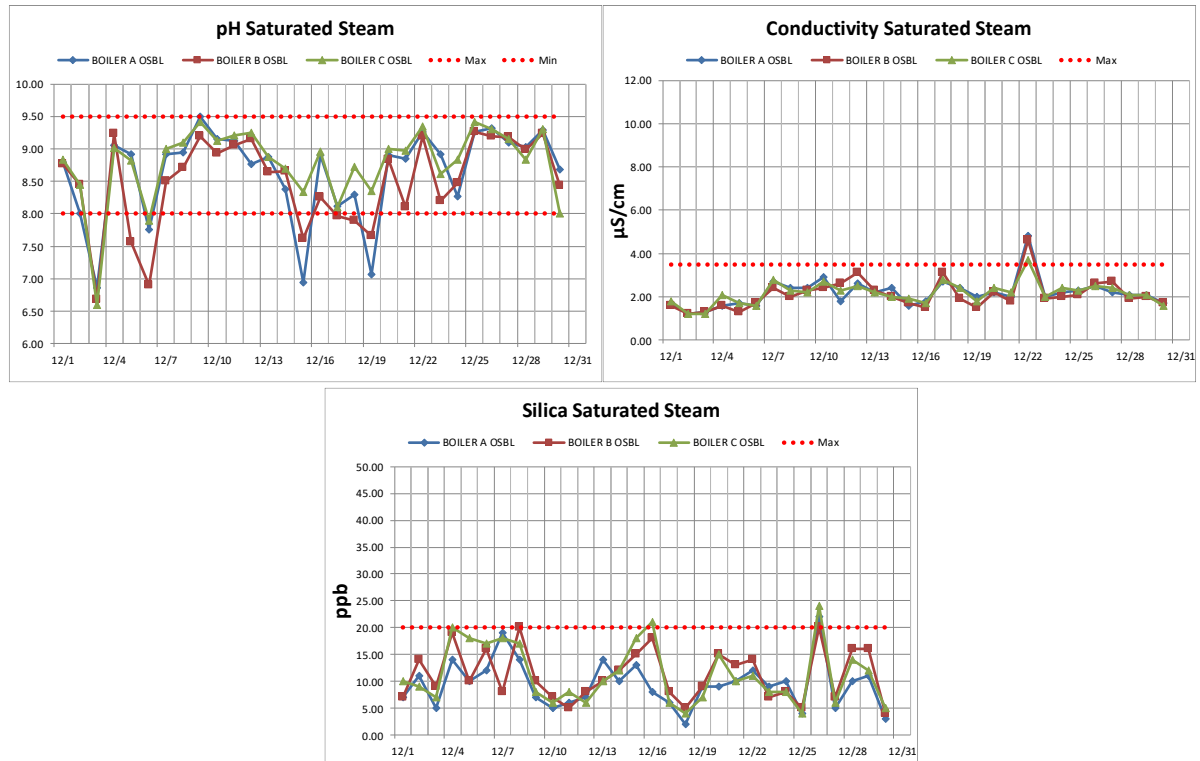 pH Saturated Steam
BOILER A OSBL BOILER B OSBL BOILER C OSBL Max Min
10.00
9.50
9.00
8.50
8.00
7.50
7.00
6.50
6.00
12/1 12/4 12/7 12/10 12/13 12/16 12/19 12/22 12/25 12/28 12/31
Conductivity Saturated Steam
BOILER A OSBL BOILER B OSBL BOILER C OSBL Max
µS/cm
12.00
10.00
8.00
6.00
4.00
2.00
0.00
12/1 12/4 12/7 12/10 12/13 12/16 12/19 12/22 12/25 12/28 12/31
Silica Saturated Steam
BOILER A OSBL BOILER B OSBL BOILER C OSBL Max
ppb
50.00
45.00
40.00
35.00
30.00
25.00
20.00
15.00
10.00
5.00
0.00
12/1 12/4 12/7 12/10 12/13 12/16 12/19 12/22 12/25 12/28 12/31